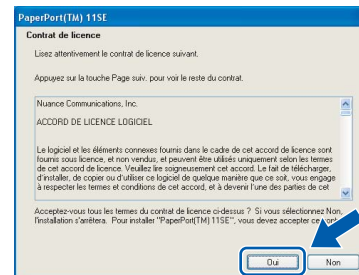 PaperPort(TM) 11SE
Contrat de licence
Lisez attentivement le contrat de licence suivant.
Appuyez sur la touche Page suiv. pour voir le reste du contrat.
Nuance Communications, Inc.
ACCORD DE LICENCE LOGICIEL
Le logiciel et les éléments connexes fournis dans le cadre de cet accord de licence sont
fournis sous licence, et non vendus, et peuvent être utilisés uniquement selon les termes
de cet accord de licence. Veuillez lire soigneusement cet accord. Le fait de télécharger,
d'installer, de copier ou d'utiliser ce logiciel de quelque manière que ce soit, vous engage
à respecter les termes et conditions de cet accord, et à devenir l'une des parties de cet
Acceptez-vous tous les termes du contrat de licence ci-dessus ? Si vous sélectionnez Non,
l'installation s'arrêtera. Pour installer "PaperPort(TM) 11SE", vous devez accepter ce
Oui
Non